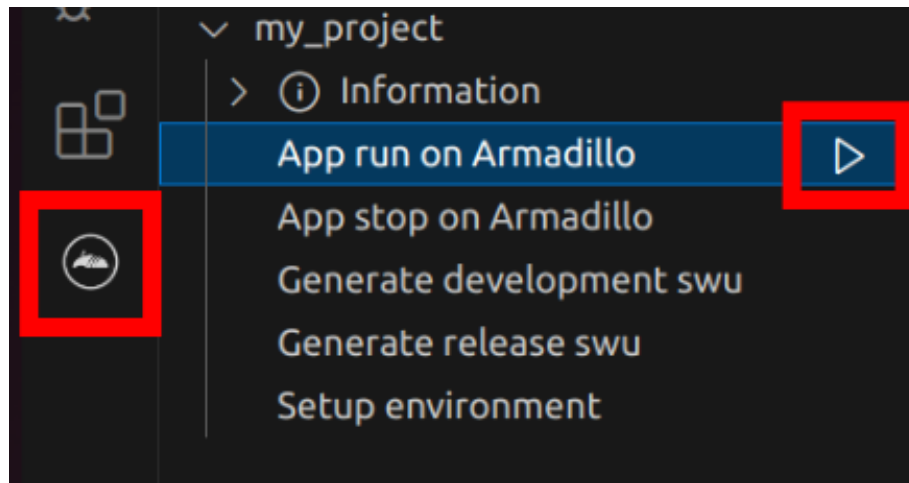 my_project
Information
App run on Armadillo
App stop on Armadillo
Generate development swu
Generate release swu
Setup environment